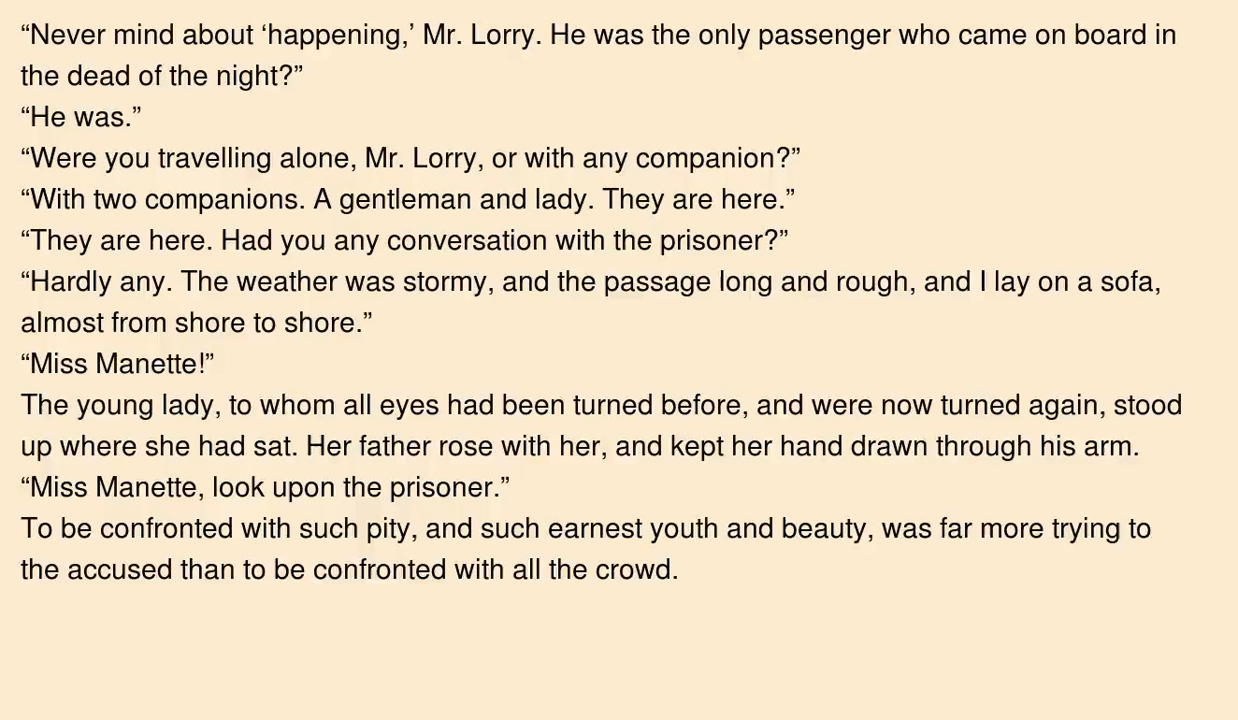 “Never mind about ‘happening,’ Mr. Lorry. He was the only passenger who came on board in
the dead of the night?”
“He was.”
“Were you travelling alone, Mr. Lorry, or with any companion?”
“With two companions. A gentleman and lady. They are here.”
“They are here. Had you any conversation with the prisoner?”
“Hardly any. The weather was stormy, and the passage long and rough, and I lay on a sofa,
almost from shore to shore.”
“Miss Manette!”
The young lady, to whom all eyes had been turned before, and were now turned again, stood
up where she had sat. Her father rose with her, and kept her hand drawn through his arm.
“Miss Manette, look upon the prisoner.”
To be confronted with such pity, and such earnest youth and beauty, was far more trying to
the accused than to be confronted with all the crowd.